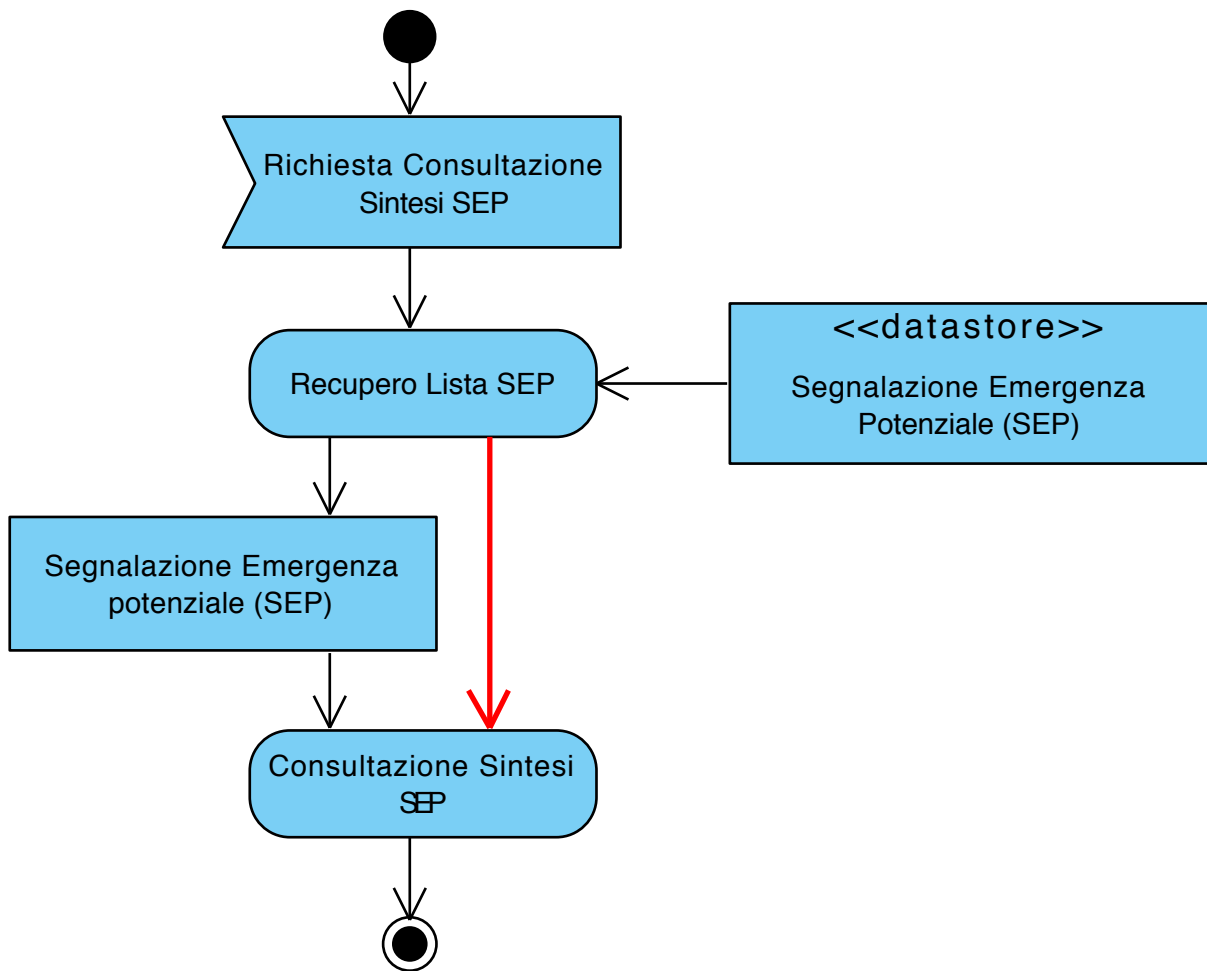 Richiesta Consultazione
Sintesi SEP
Recupero Lista SEP
<<datastore>>
Segnalazione Emergenza
Potenziale (SEP)
Segnalazione Emergenza
potenziale (SEP)
Consultazione Sintesi
SEP